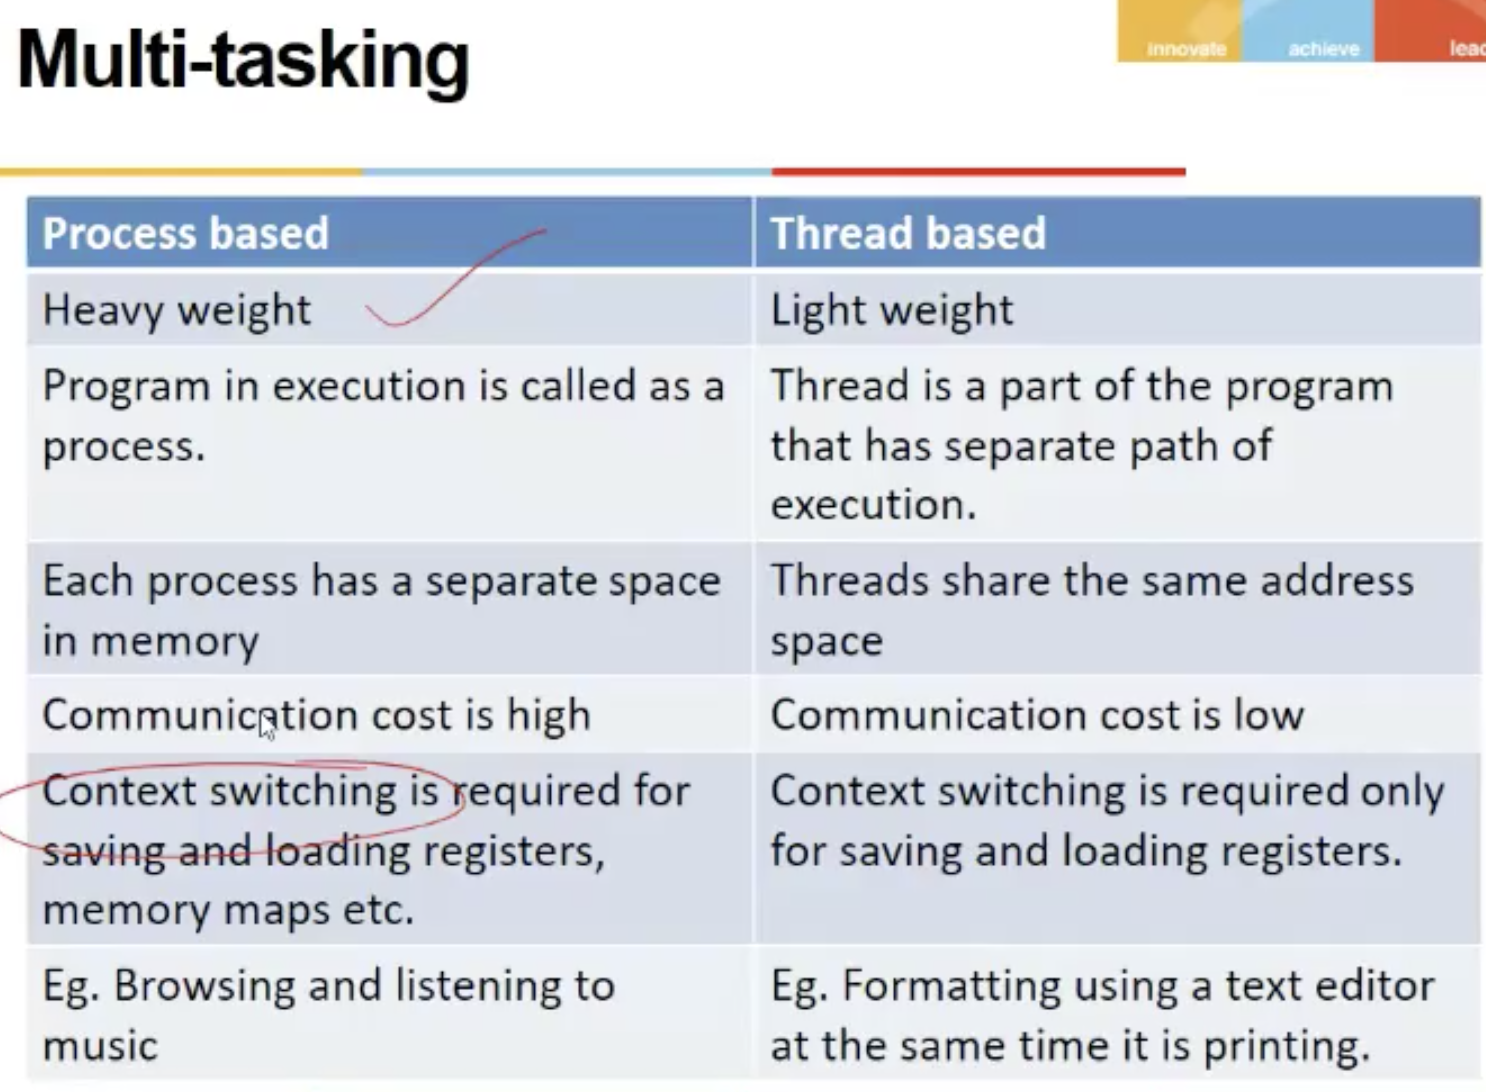 Multi-tasking
innovate achieve lead
Process based
Thread based
Heavy weight
Light weight
Program in execution is called as a
process.
Thread is a part of the program
that has separate path of
execution.
Each process has a separate space
in memory
Threads share the same address
space
Communication cost is high
Communication cost is low
Context switching is required for
saving and loading registers,
memory maps etc.
Context switching is required only
for saving and loading registers.
Eg. Browsing and listening to
music
Eg. Formatting using a text editor
at the same time it is printing.